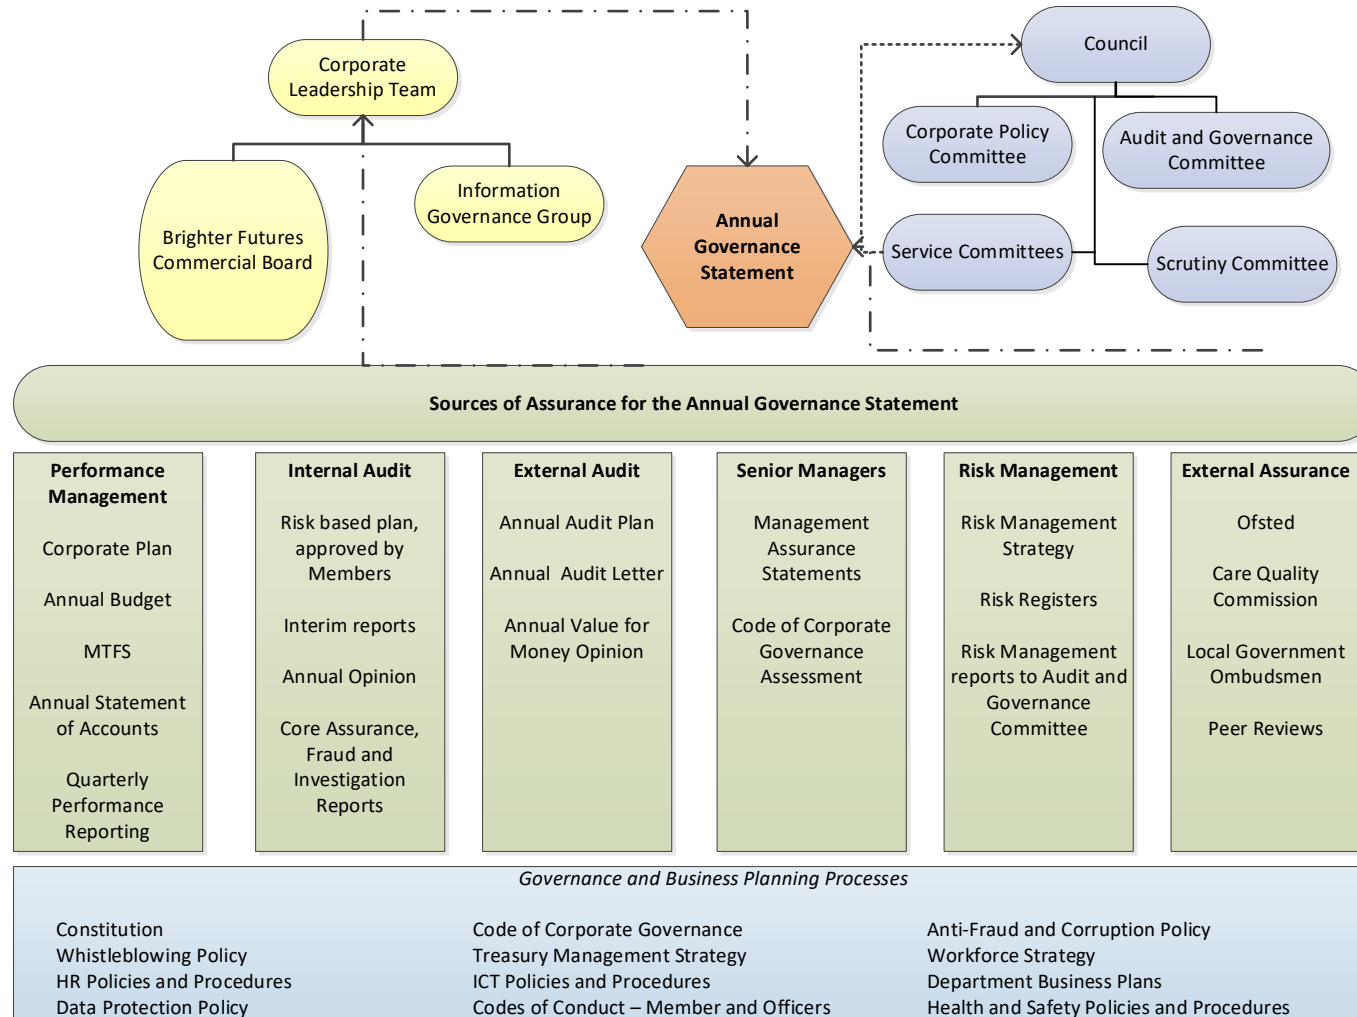 Corporate
Leadership Team
Council
Corporate Policy
Committee
Audit and Governance
Committee
Information
Governance Group
Brighter Futures
Commercial Board
Annual
Governance
Statement
Service Committees
Scrutiny Committee
Sources of Assurance for the Annual Governance Statement
Performance
Management
Corporate Plan
Annual Budget
MTFS
Annual Statement
of Accounts
Quarterly
Performance
Reporting
Internal Audit
Risk based plan,
approved by
Members
Interim reports
Annual Opinion
Core Assurance,
Fraud and
Investigation
Reports
External Audit
Annual Audit Plan
Annual Audit Letter
Annual Value for
Money Opinion
Senior Managers
Management
Assurance
Statements
Code of Corporate
Governance
Assessment
Risk Management
Risk Management
Strategy
Risk Registers
Risk Management
reports to Audit and
Governance
Committee
External Assurance
Ofsted
Care Quality
Commission
Local Government
Ombudsmen
Peer Reviews
Governance and Business Planning Processes
Constitution
Whistleblowing Policy
HR Policies and Procedures
Data Protection Policy
Code of Corporate Governance
Treasury Management Strategy
ICT Policies and Procedures
Codes of Conduct – Member and Officers
Anti-Fraud and Corruption Policy
Workforce Strategy
Department Business Plans
Health and Safety Policies and Procedures